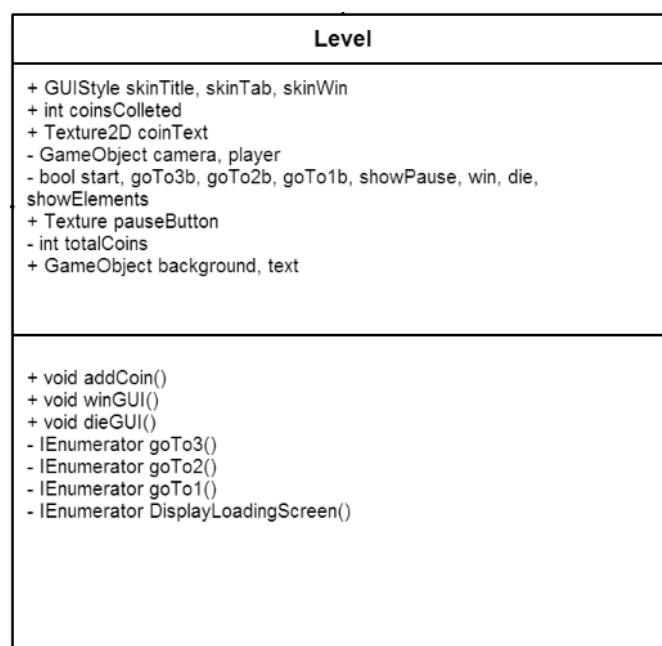 Level
+ GUIStyle skinTitle, skinTab, skinWin
+ int coinsColleted
+ Texture2D coinText
- GameObject camera, player
- bool start, goTo3b, goTo2b, goTo1b, showPause, win, die,
showElements
+ Texture pauseButton
- int totalCoins
+ GameObject background, text
+ void addCoin()
+ void winGUI()
+ void dieGUI()
- IEnumerator goTo3()
- IEnumerator goTo2()
- IEnumerator goTo1()
- IEnumerator DisplayLoadingScreen()